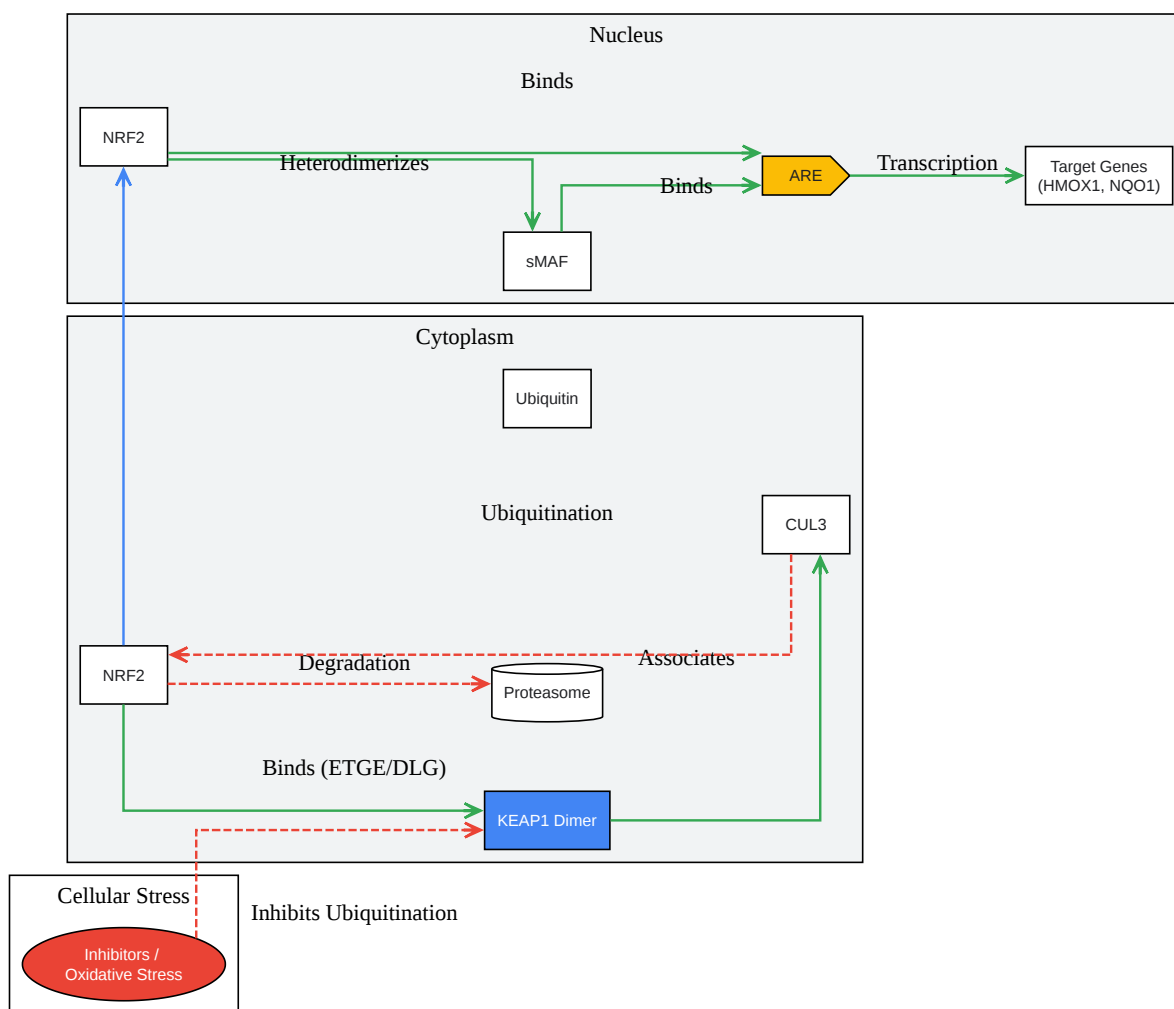 Nucleus
Binds
NRF2
Heterodimerizes
Binds
ARE
Transcription
Target Genes
(HMOX1, NQO1)
sMAF
Cytoplasm
Ubiquitin
Ubiquitination
CUL3
NRF2
Degradation
Associates
Proteasome
Binds (ETGE/DLG)
KEAP1 Dimer
Cellular Stress
Inhibits Ubiquitination
Inhibitors /
Oxidative Stress